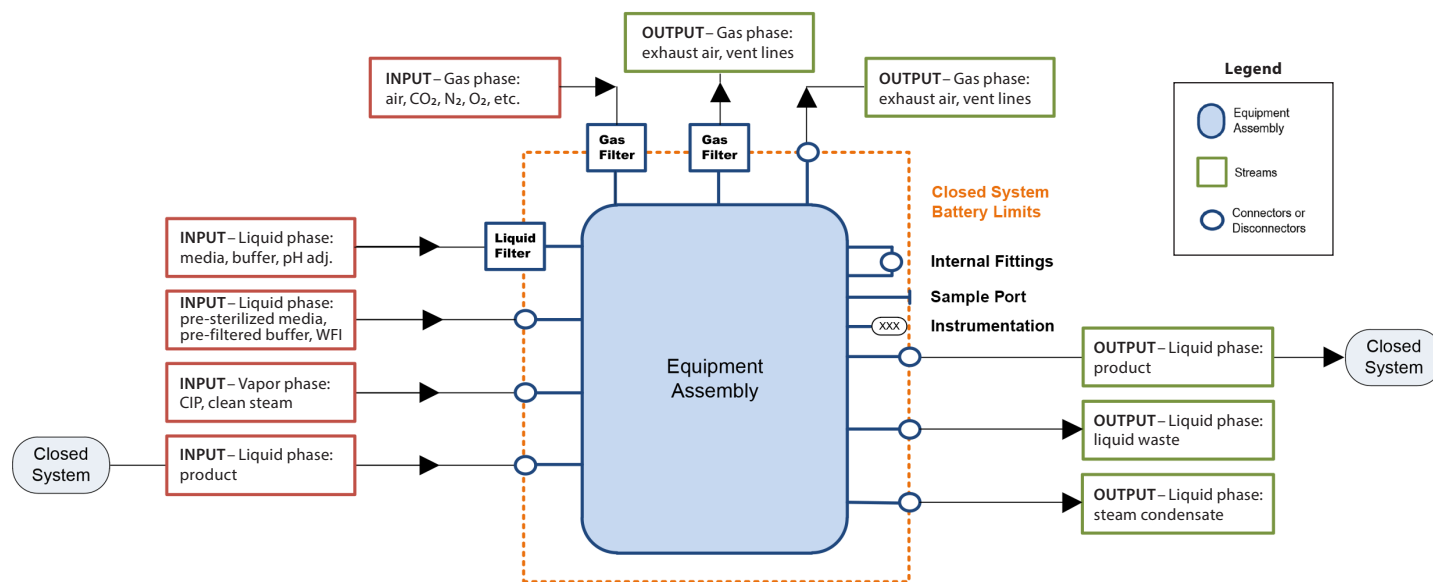 OUTPUT – Gas phase:
exhaust air, vent lines
INPUT – Gas phase:
air, CO₂, N₂, O₂, etc.
OUTPUT – Gas phase:
exhaust air, vent lines
Legend
Equipment
Assembly
Streams
Connectors or
Disconnectors
Gas
Filter
Gas
Filter
Closed System
Battery Limits
INPUT – Liquid phase:
media, buffer, pH adj.
Liquid
Filter
Internal Fittings
Sample Port
XXX
Instrumentation
INPUT – Liquid phase:
pre-sterilized media,
pre-filtered buffer, WFI
Equipment
Assembly
OUTPUT – Liquid phase:
product
Closed
System
INPUT – Vapor phase:
CIP, clean steam
OUTPUT – Liquid phase:
liquid waste
Closed
System
INPUT – Liquid phase:
product
OUTPUT – Liquid phase:
steam condensate